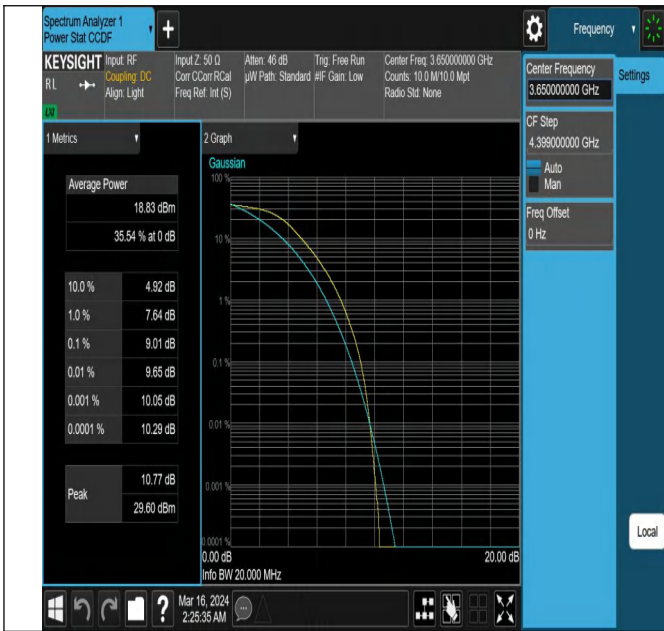 Spectrum Analyzer 1
Power Stat CCDF
+
Frequency
KEYSIGHT
RL
LXI
Input: RF
Coupling: DC
Align: Light
Input Z: 50 Ω
Corr CCorr RCal
Freq Ref: Int (S)
Atten: 46 dB
µW Path: Standard
Trig: Free Run
#IF Gain: Low
Center Freq: 3.650000000 GHz
Counts: 10.0 M/10.0 Mpt
Radio Std: None
Center Frequency
3.650000000 GHz
Settings
CF Step
4.399000000 GHz
Auto
Man
Freq Offset
0 Hz
Local
1 Metrics
Average Power
18.83 dBm
35.54 % at 0 dB
10.0 % 4.92 dB
1.0 % 7.64 dB
0.1 % 9.01 dB
0.01 % 9.65 dB
0.001 % 10.05 dB
0.0001 % 10.29 dB
Peak
10.77 dB
29.60 dBm
2 Graph
Gaussian
100 %
10 %
1 %
0.1 %
0.01 %
0.001 %
0.0001 %
0.00 dB 20.00 dB
Info BW 20.000 MHz
?
Mar 16, 2024
2:25:35 AM